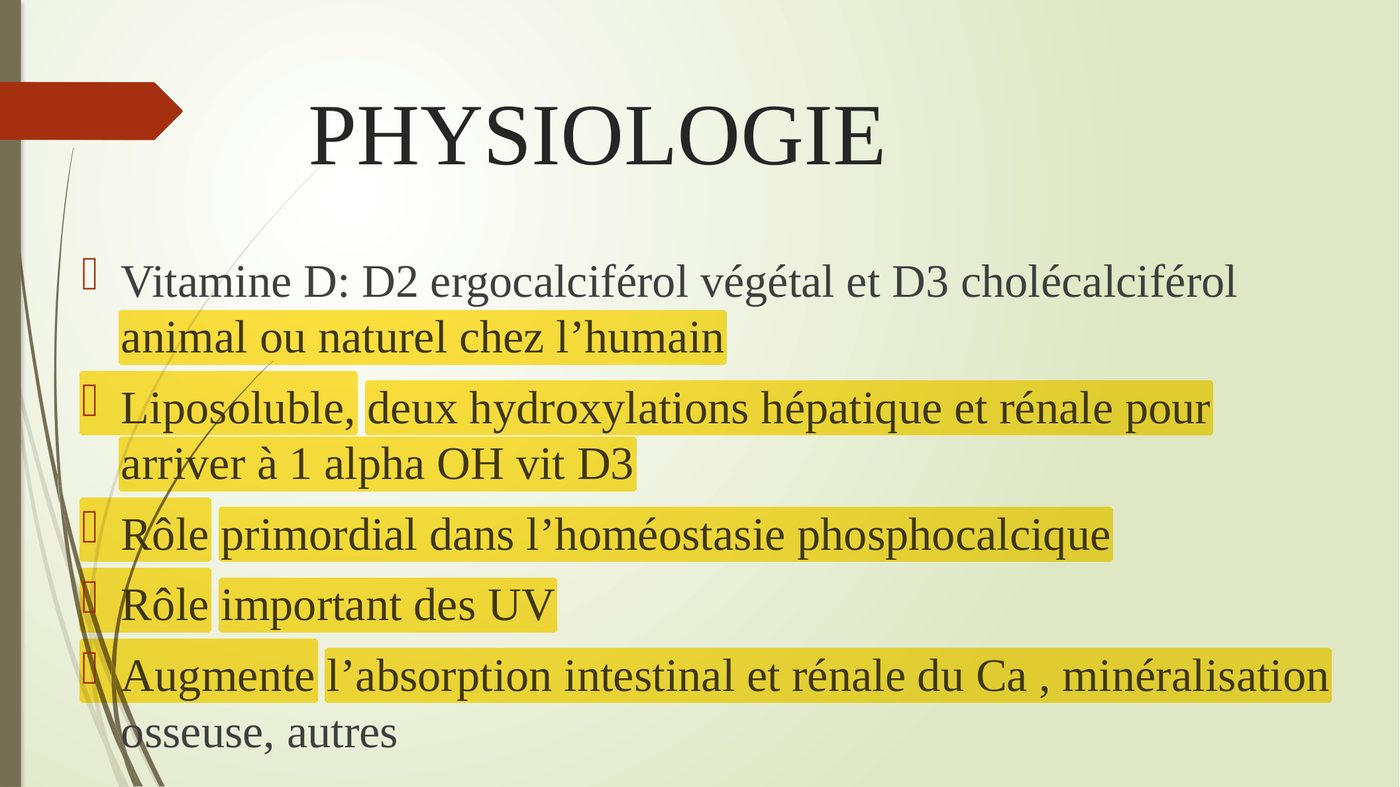 PHYSIOLOGIE
Vitamine D: D2 ergocalciférol végétal et D3 cholécalciférol
animal ou naturel chez l’humain
Liposoluble, deux hydroxylations hépatique et rénale pour
arriver à 1 alpha OH vit D3
Rôle primordial dans l’homéostasie phosphocalcique
Rôle important des UV
Augmente l’absorption intestinal et rénale du Ca , minéralisation
osseuse, autres